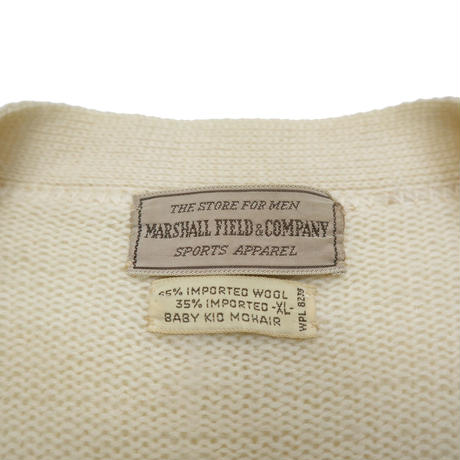 THE STORE FOR MEN
MARSHALL FIELD & COMPANY
SPORTS APPAREL
65% IMPORTED WOOL
35% IMPORTED -XL-
BABY KID MOHAIR
WPL 8239